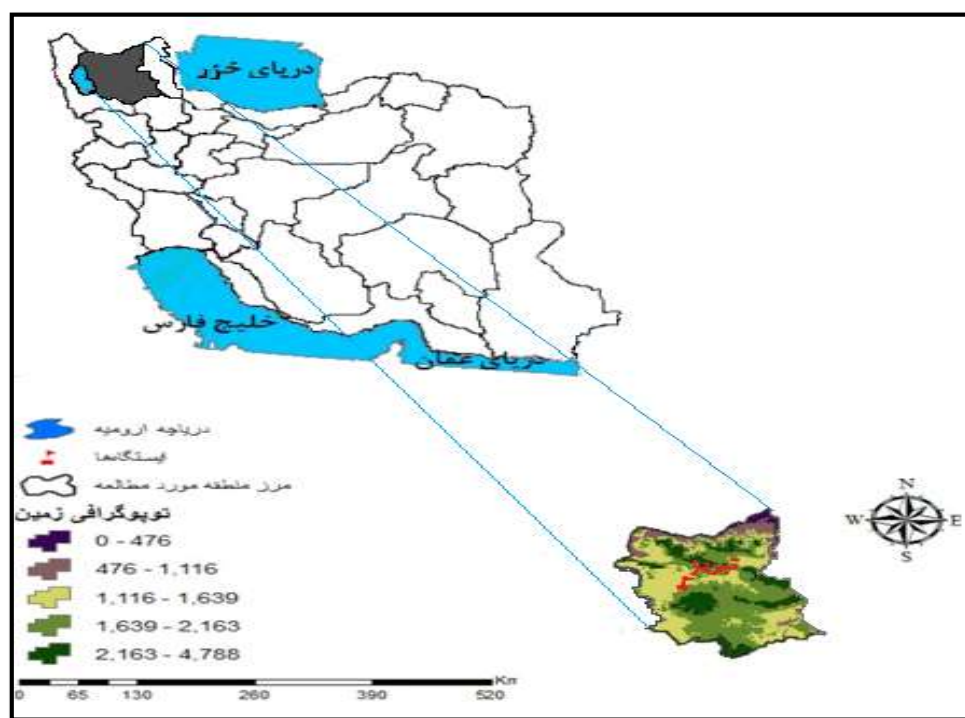 دریای خزر
خلیج فارس
دریای عمان
دریاچه ارومیه
ایستگاهها
مرز منطقه مورد مطالعه
توپوگرافی زمین
0 - 476
476 - 1,116
1,116 - 1,639
1,639 - 2,163
2,163 - 4,788
N
W E
S
Km
0 65 130 260 390 520